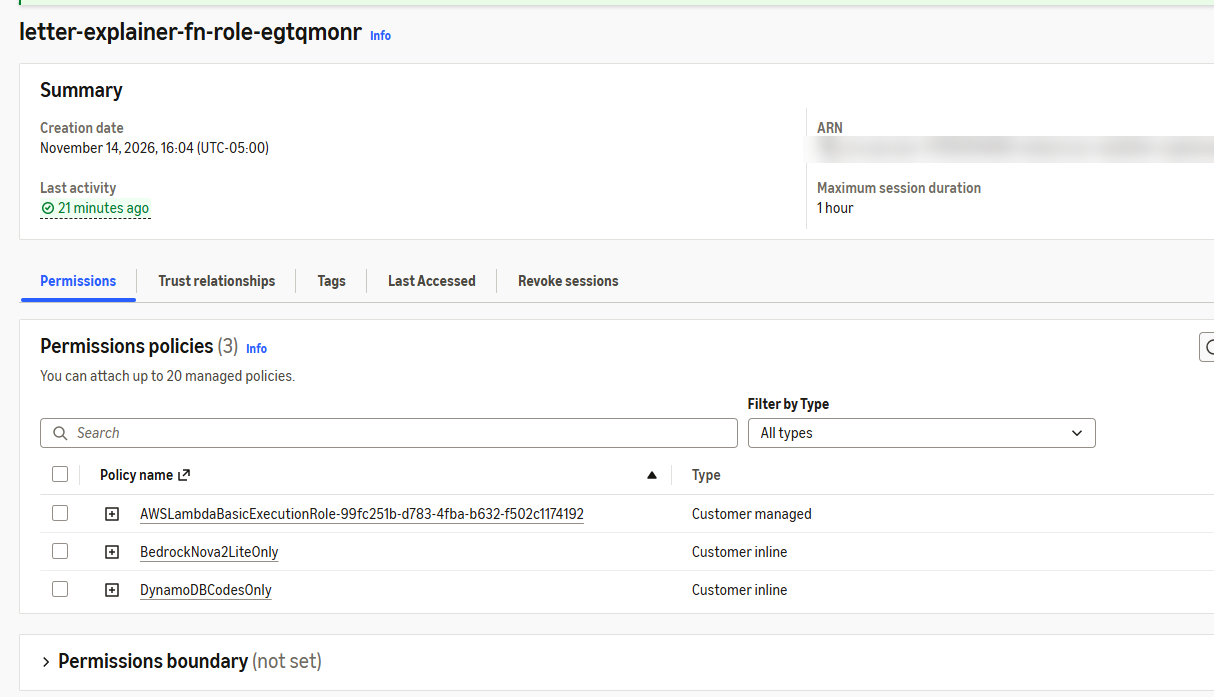 letter-explainer-fn-role-egtqmonr Info
Summary
Creation date
November 14, 2026, 16:04 (UTC-05:00)
ARN
Last activity
21 minutes ago
Maximum session duration
1 hour
Permissions
Trust relationships
Tags
Last Accessed
Revoke sessions
Permissions policies (3) Info
You can attach up to 20 managed policies.
Filter by Type
Search
All types
Policy name
Type
AWSLambdaBasicExecutionRole-99fc251b-d783-4fba-b632-f502c1174192
Customer managed
BedrockNova2LiteOnly
Customer inline
DynamoDBCodesOnly
Customer inline
Permissions boundary (not set)